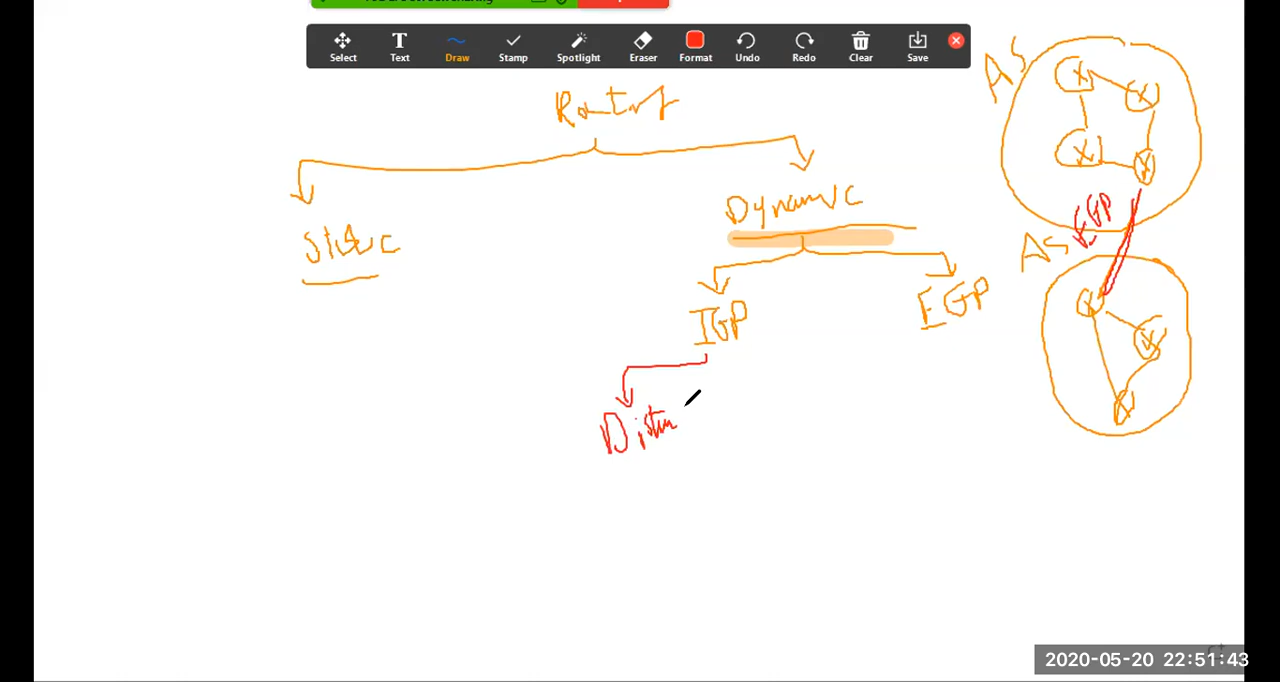 Select Text Draw Stamp Spotlight Eraser Format Undo Redo Clear Save
AS
Static
Dynamic
AS
EGP
IGP
EGP
2020-05-20 22:51:43